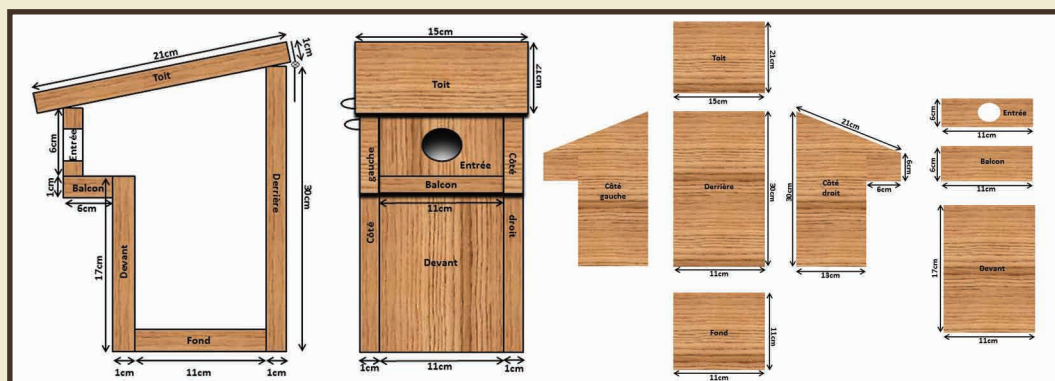 21cm
1cm
Toit
6cm
Entrée
1cm
Balcon
6cm
17cm
Devant
Derrière
30cm
Fond
1cm
11cm
1cm
15cm
Toit
21cm
gauche
Entrée
Côté
Balcon
11cm
Côté
droit
Devant
1cm
11cm
1cm
Toit
21cm
15cm
Côté
gauche
Derrière
30cm
11cm
21cm
Côté
droit
30cm
6cm
6cm
13cm
Fond
11cm
11cm
6cm
Entrée
11cm
6cm
Balcon
11cm
17cm
Devant
11cm